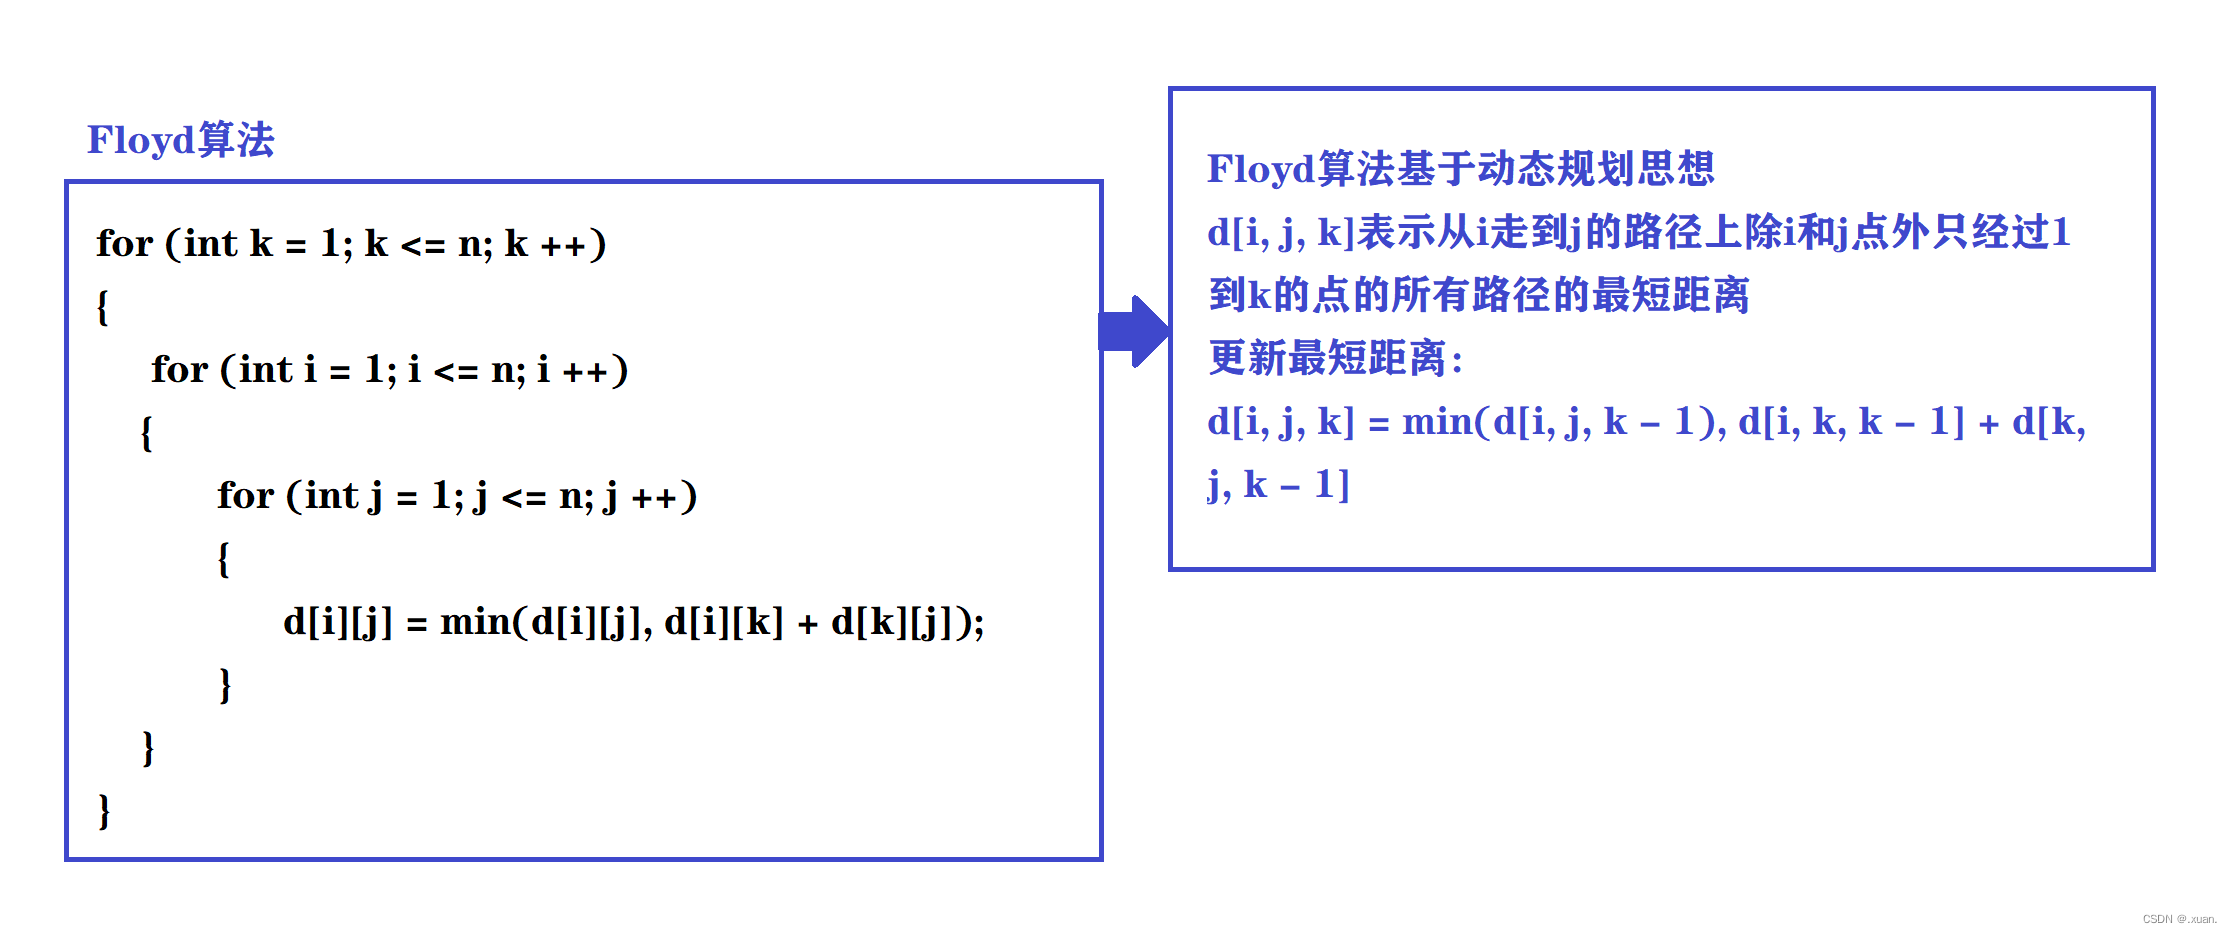 Floyd算法
for (int k = 1; k <= n; k ++)
{
for (int i = 1; i <= n; i ++)
{
for (int j = 1; j <= n; j ++)
{
d[i][j] = min(d[i][j], d[i][k] + d[k][j]);
}
}
}
Floyd算法基于动态规划思想
d[i, j, k]表示从i走到j的路径上除i和j点外只经过1
到k的点的所有路径的最短距离
更新最短距离：
d[i, j, k] = min(d[i, j, k – 1), d[i, k, k – 1] + d[k,
j, k – 1]
CSDN @.xuan.